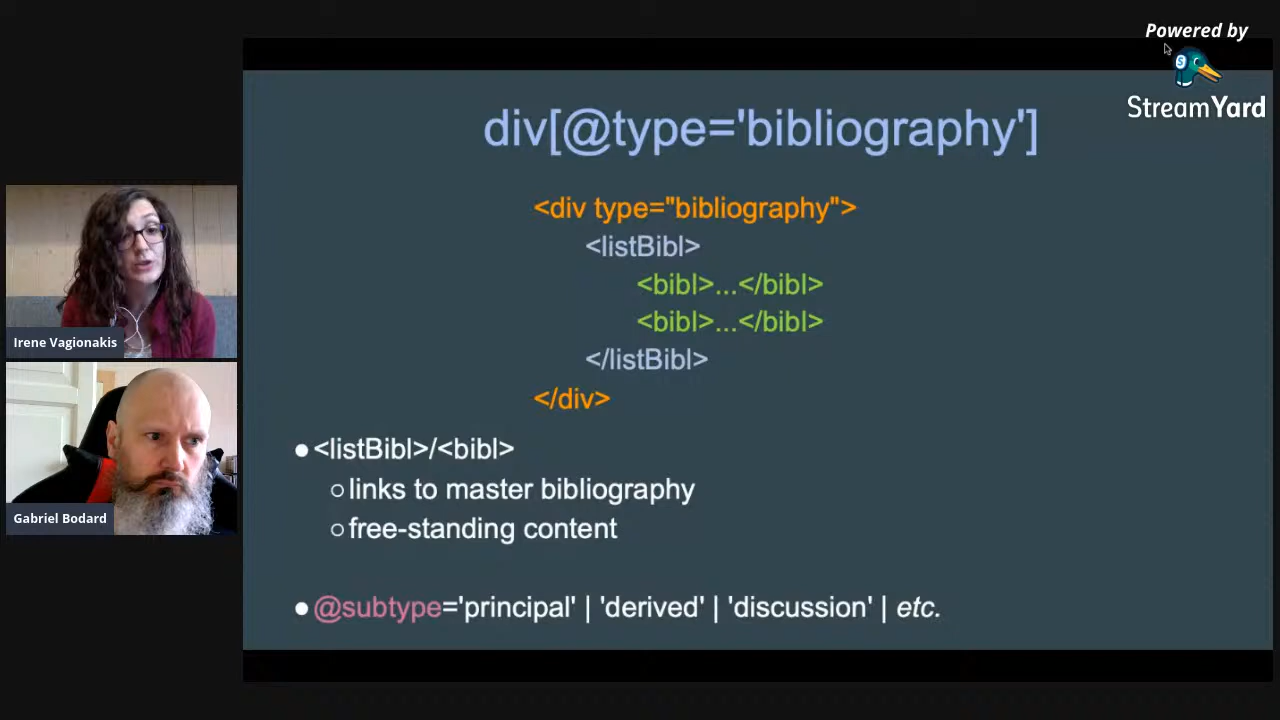 Powered by
StreamYard
div[@type='bibliography']
<div type="bibliography">
<listBibl>
<bibl>...</bibl>
<bibl>...</bibl>
</listBibl>
</div>
● <listBibl>/<bibl>
○ links to master bibliography
○ free-standing content
● @subtype='principal' | 'derived' | 'discussion' | etc.
Irene Vagionakis
Gabriel Bodard